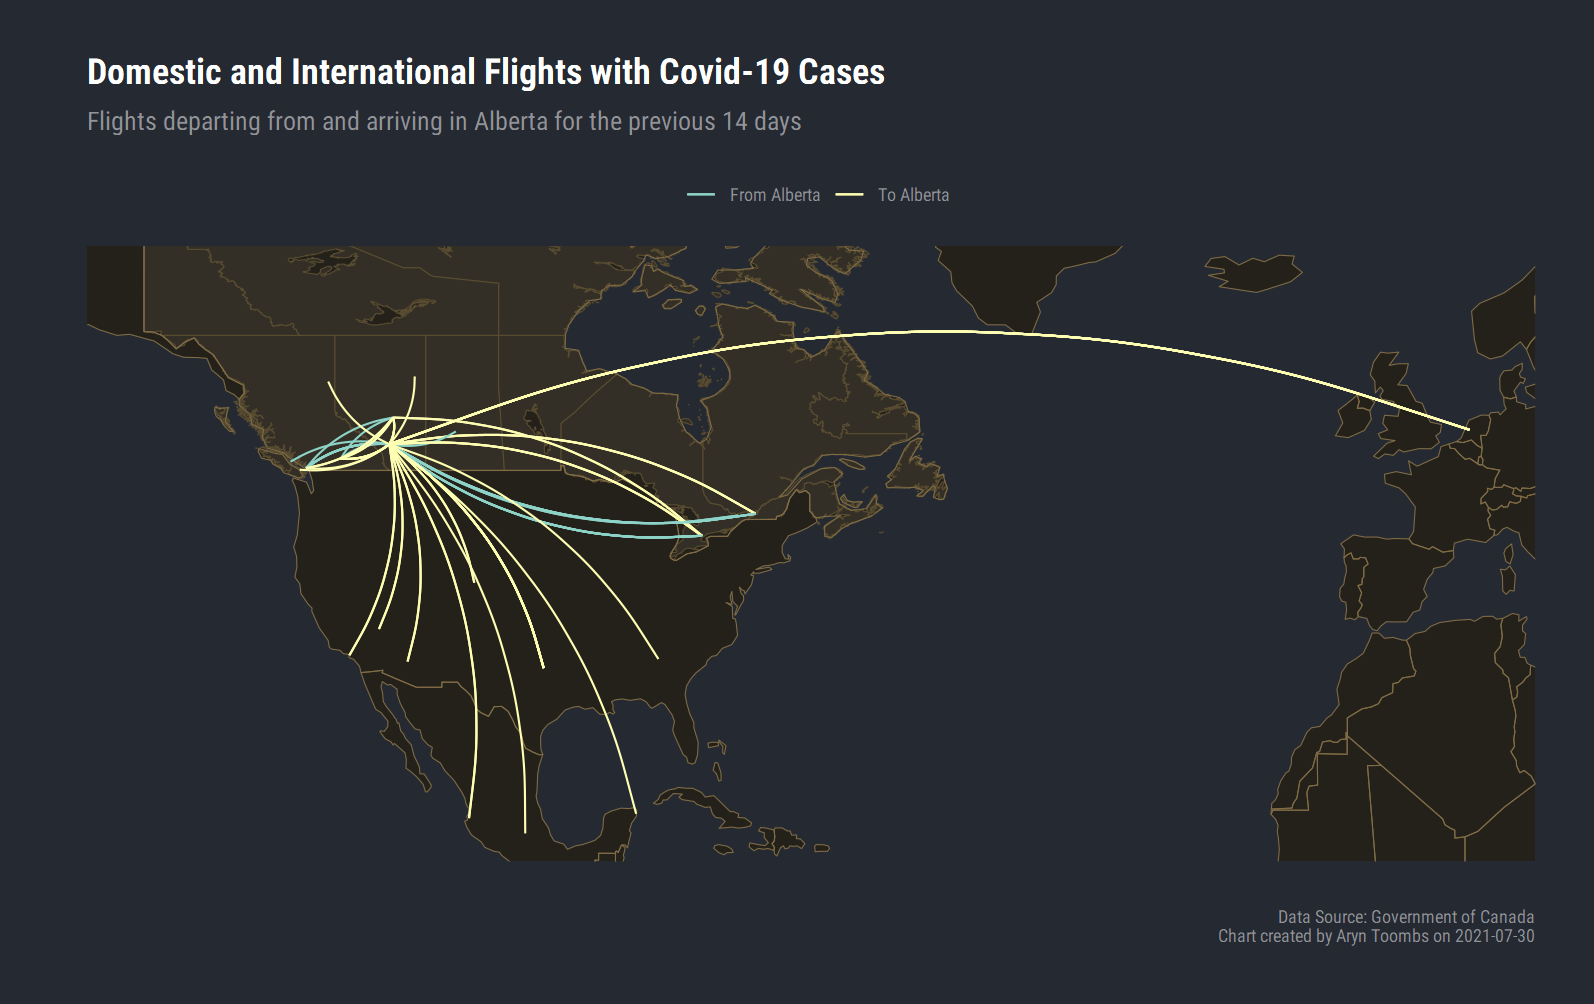 Domestic and International Flights with Covid-19 Cases
Flights departing from and arriving in Alberta for the previous 14 days
From Alberta To Alberta
Data Source: Government of Canada
Chart created by Aryn Toombs on 2021-07-30